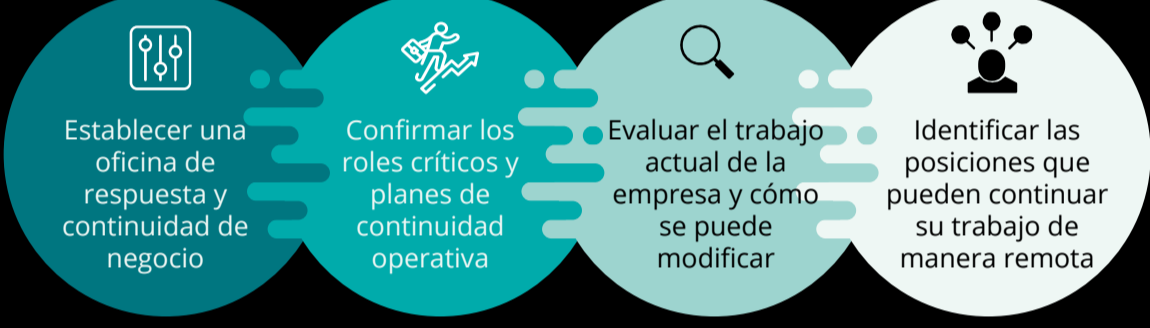 Establecer una
oficina de
respuesta y
continuidad de
negocio
Confirmar los
roles críticos y
planes de
continuidad
operativa
Evaluar el trabajo
actual de la
empresa y cómo
se puede
modificar
Identificar las
posiciones que
pueden continuar
su trabajo de
manera remota